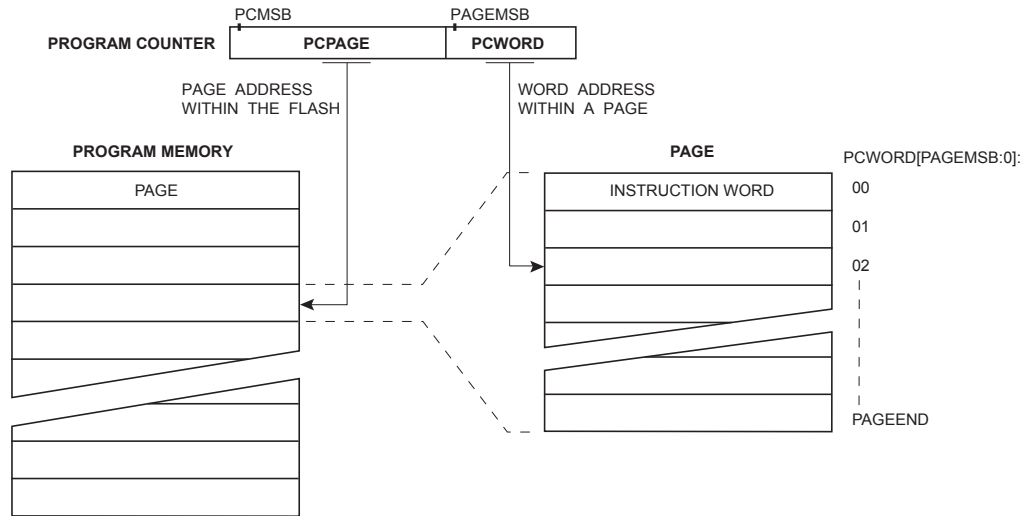 PCMSB
PAGEMSB
PROGRAM COUNTER
PCPAGE
PCWORD
PAGE ADDRESS
WITHIN THE FLASH
WORD ADDRESS
WITHIN A PAGE
PROGRAM MEMORY
PAGE
PCWORD[PAGEMSB:0]:
PAGE
INSTRUCTION WORD
00
01
02
PAGEEND